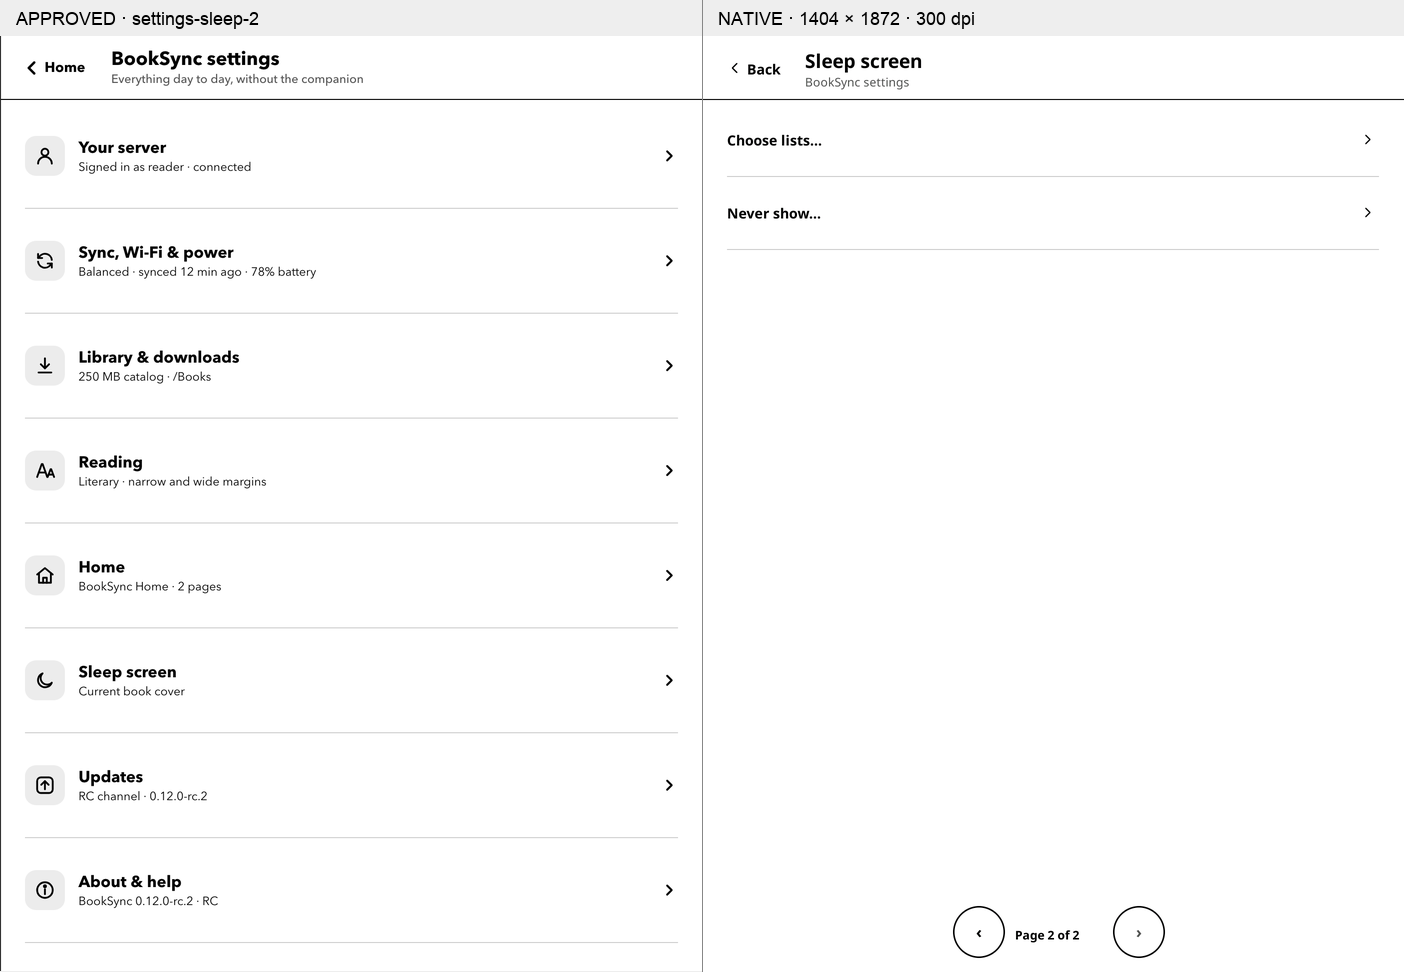 APPROVED · settings-sleep-2
Home
BookSync settings
Everything day to day, without the companion
Your server
Signed in as reader · connected
Sync, Wi-Fi & power
Balanced · synced 12 min ago · 78% battery
Library & downloads
250 MB catalog · /Books
Reading
Literary · narrow and wide margins
Home
BookSync Home · 2 pages
Sleep screen
Current book cover
Updates
RC channel · 0.12.0-rc.2
About & help
BookSync 0.12.0-rc.2 · RC
NATIVE · 1404 × 1872 · 300 dpi
Back
Sleep screen
BookSync settings
Choose lists...
Never show...
Page 2 of 2